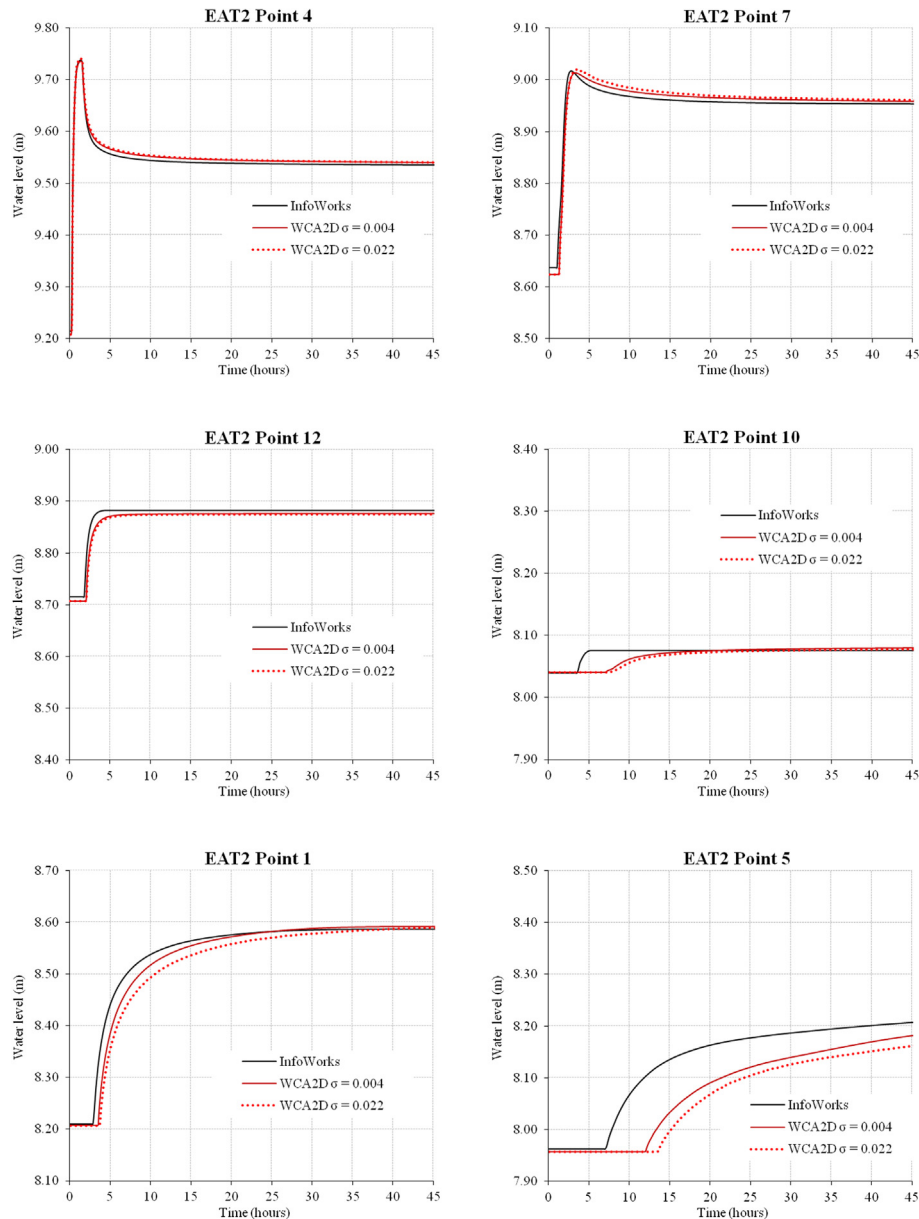 EAT2 Point 4
9.80
9.70
9.60
9.50
9.40
9.30
9.20
Water level (m)
InfoWorks
WCA2D σ = 0.004
WCA2D σ = 0.022
0 5 10 15 20 25 30 35 40 45
Time (hours)
EAT2 Point 7
9.10
9.00
8.90
8.80
8.70
8.60
8.50
Water level (m)
InfoWorks
WCA2D σ = 0.004
WCA2D σ = 0.022
0 5 10 15 20 25 30 35 40 45
Time (hours)
EAT2 Point 12
9.00
8.90
8.80
8.70
8.60
8.50
8.40
Water level (m)
InfoWorks
WCA2D σ = 0.004
WCA2D σ = 0.022
0 5 10 15 20 25 30 35 40 45
Time (hours)
EAT2 Point 10
8.40
8.30
8.20
8.10
8.00
7.90
Water level (m)
InfoWorks
WCA2D σ = 0.004
WCA2D σ = 0.022
0 5 10 15 20 25 30 35 40 45
Time (hours)
EAT2 Point 1
8.70
8.60
8.50
8.40
8.30
8.20
8.10
Water level (m)
InfoWorks
WCA2D σ = 0.004
WCA2D σ = 0.022
0 5 10 15 20 25 30 35 40 45
Time (hours)
EAT2 Point 5
8.50
8.40
8.30
8.20
8.10
8.00
7.90
Water level (m)
InfoWorks
WCA2D σ = 0.004
WCA2D σ = 0.022
0 5 10 15 20 25 30 35 40 45
Time (hours)